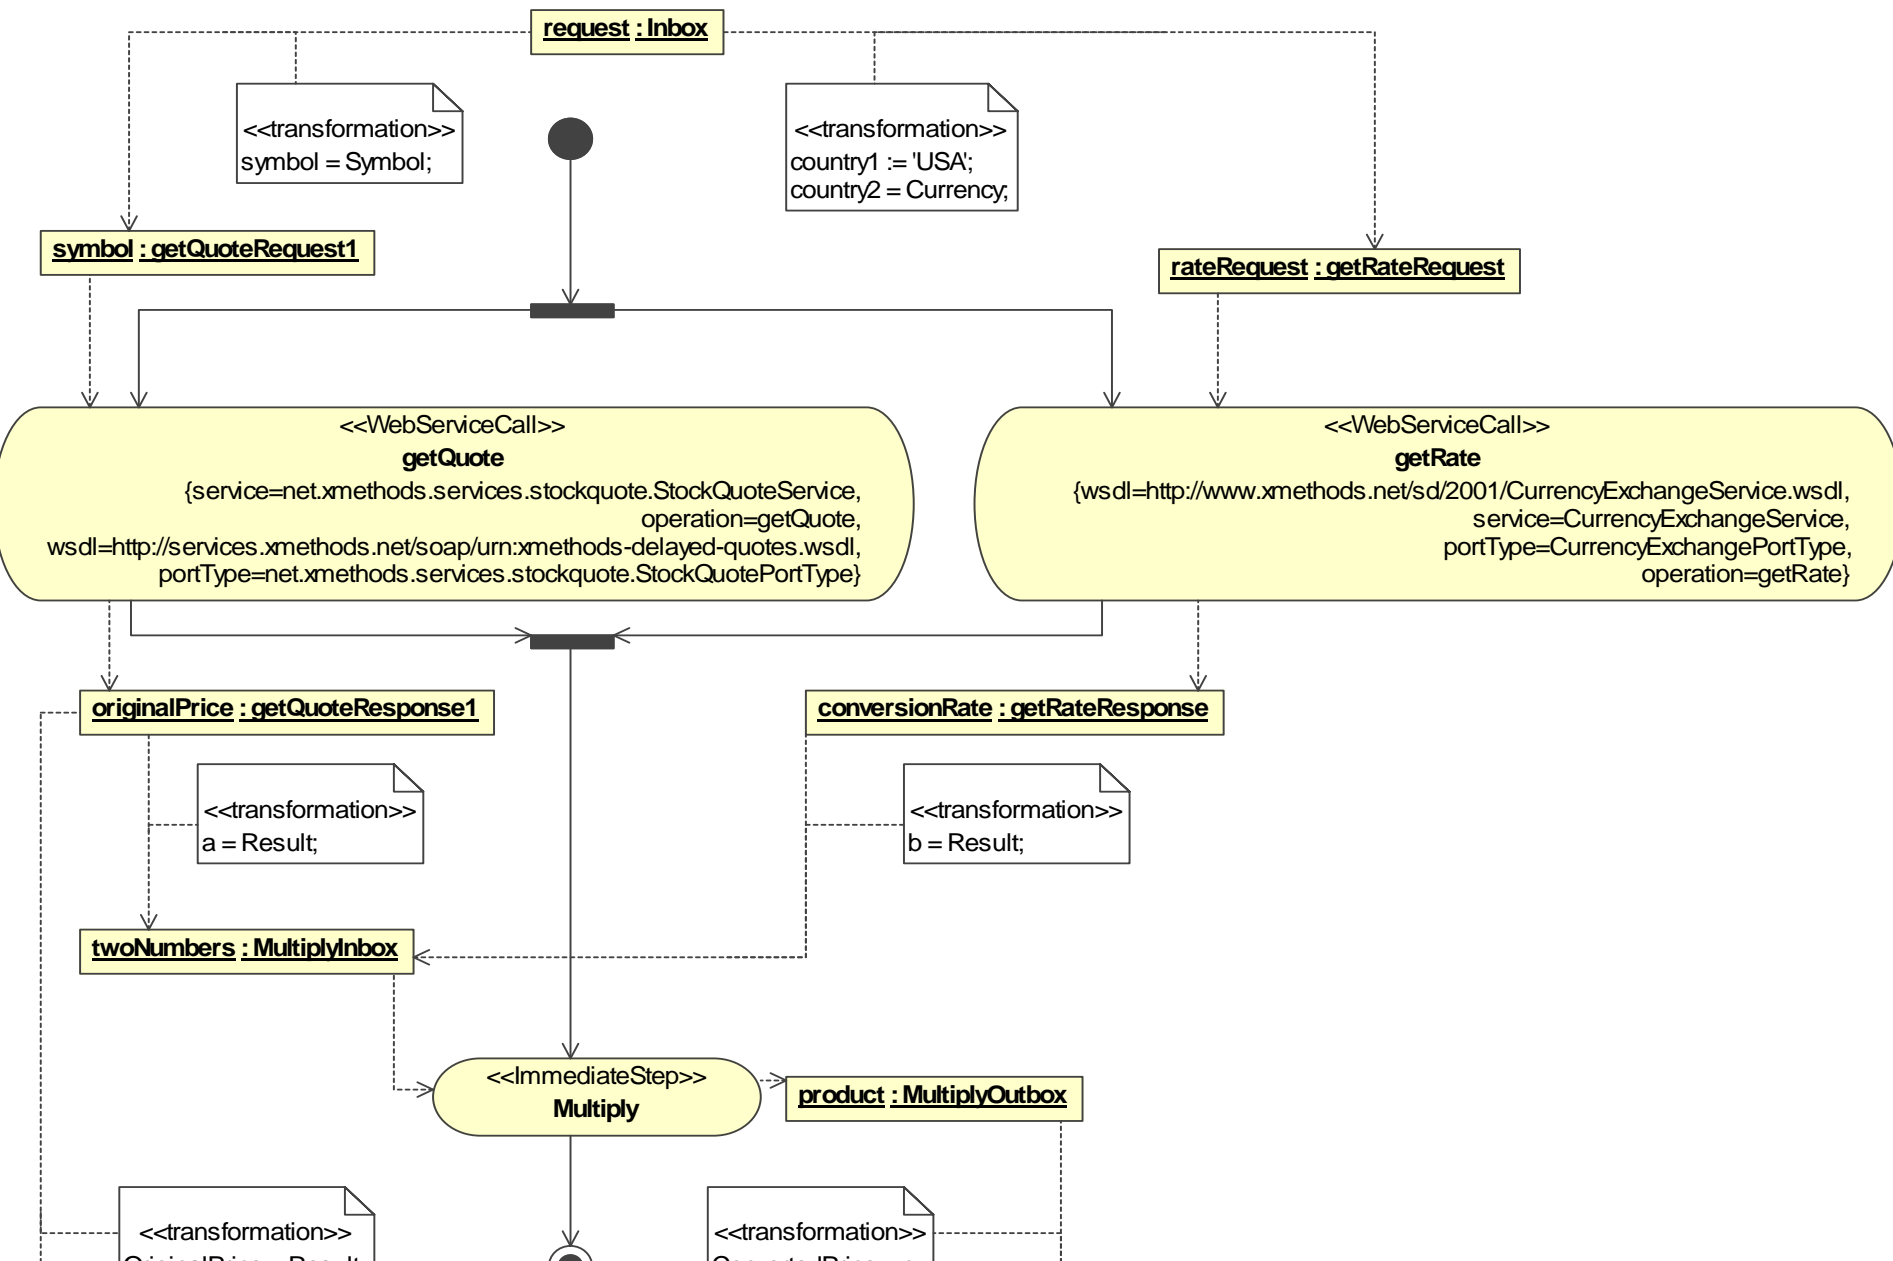 request : Inbox
<<transformation>>
symbol = Symbol;
<<transformation>>
country1 := 'USA';
country2 = Currency;
symbol : getQuoteRequest1
rateRequest : getRateRequest
<<WebServiceCall>>
getQuote
{service=net.xmethods.services.stockquote.StockQuoteService,
operation=getQuote,
wsdl=http://services.xmethods.net/soap/urn:xmethods-delayed-quotes.wsdl,
portType=net.xmethods.services.stockquote.StockQuotePortType}
<<WebServiceCall>>
getRate
{wsdl=http://www.xmethods.net/sd/2001/CurrencyExchangeService.wsdl,
service=CurrencyExchangeService,
portType=CurrencyExchangePortType,
operation=getRate}
originalPrice : getQuoteResponse1
conversionRate : getRateResponse
<<transformation>>
a = Result;
<<transformation>>
b = Result;
twoNumbers : MultiplyInbox
<<ImmediateStep>>
Multiply
product : MultiplyOutbox
<<transformation>>
<<transformation>>